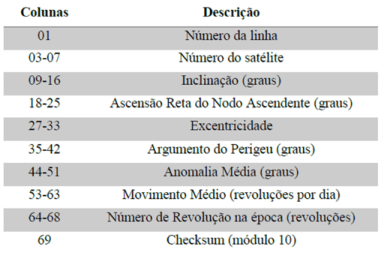 Colunas Descrição
01 Número da linha
03-07 Número do satélite
09-16 Inclinação (graus)
18-25 Ascensão Reta do Nodo Ascendente (graus)
27-33 Excentricidade
35-42 Argumento do Perigeu (graus)
44-51 Anomalia Média (graus)
53-63 Movimento Médio (revoluções por dia)
64-68 Número de Revolução na época (revoluções)
69 Checksum (módulo 10)